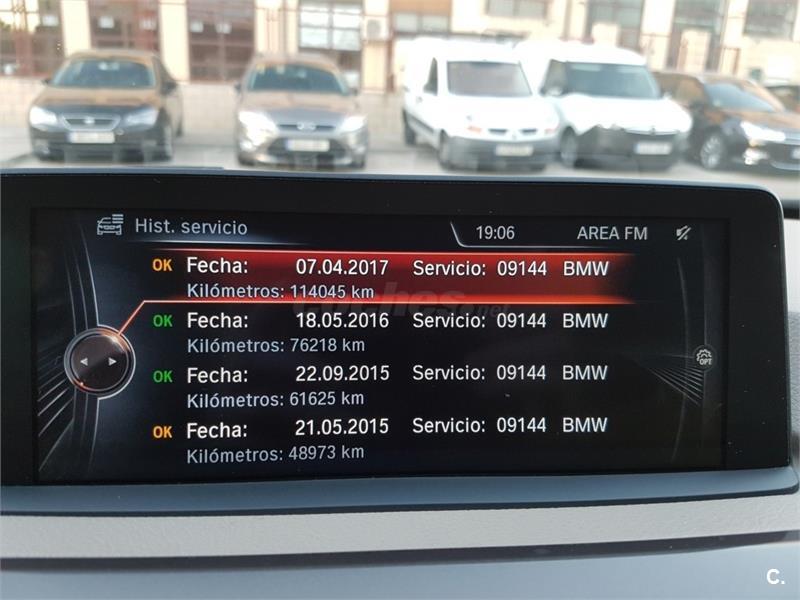 Hist. servicio 19:06 AREA FM
OK Fecha: 07.04.2017 Servicio: 09144 BMW
Kilómetros: 114045 km
OK Fecha: 18.05.2016 Servicio: 09144 BMW
Kilómetros: 76218 km
OK Fecha: 22.09.2015 Servicio: 09144 BMW
Kilómetros: 61625 km
OK Fecha: 21.05.2015 Servicio: 09144 BMW
Kilómetros: 48973 km
OPT
coches.net
C.